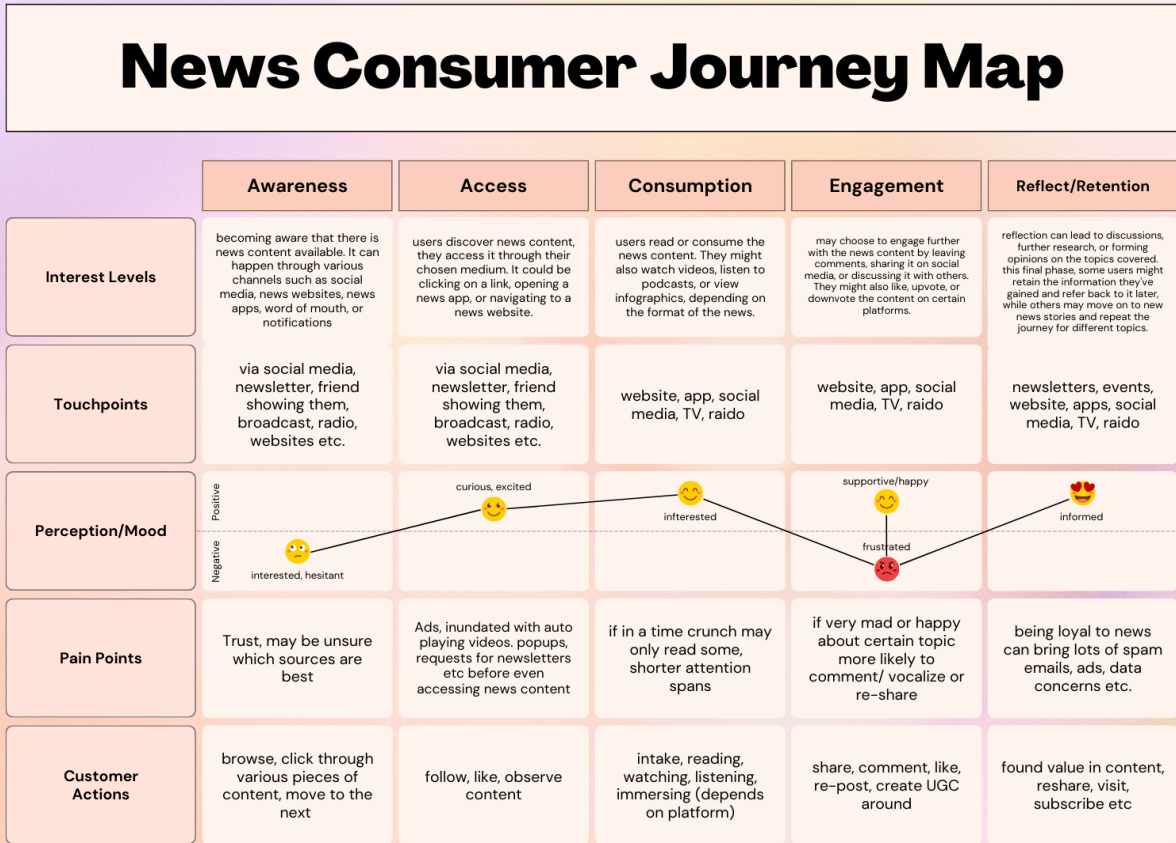 News Consumer Journey Map
Awareness
Access
Consumption
Engagement
Reflect/Retention
Interest Levels
becoming aware that there is
news content available. It can
happen through various
channels such as social
media, news websites, news
apps, word of mouth, or
notifications
users discover news content,
they access it through their
chosen medium. It could be
clicking on a link, opening a
news app, or navigating to a
news website.
users read or consume the
news content. They might
also watch videos, listen to
podcasts, or view
infographics, depending on
the format of the news.
may choose to engage further
with the news content by leaving
comments, sharing it on social
media, or discussing it with others.
They might also like, upvote, or
downvote the content on certain
platforms.
reflection can lead to discussions,
further research, or forming
opinions on the topics covered.
this final phase, some users might
retain the information they've
gained and refer back to it later,
while others may move on to new
news stories and repeat the
journey for different topics.
Touchpoints
via social media,
newsletter, friend
showing them,
broadcast, radio,
websites etc.
via social media,
newsletter, friend
showing them,
broadcast, radio,
websites etc.
website, app, social
media, TV, raido
website, app, social
media, TV, raido
newsletters, events,
website, apps, social
media, TV, raido
Perception/Mood
Positive
Negative
interested, hesitant
curious, excited
infterested
supportive/happy
frustrated
informed
Pain Points
Trust, may be unsure
which sources are
best
Ads, inundated with auto
playing videos. popups,
requests for newsletters
etc before even
accessing news content
if in a time crunch may
only read some,
shorter attention
spans
if very mad or happy
about certain topic
more likely to
comment/ vocalize or
re-share
being loyal to news
can bring lots of spam
emails, ads, data
concerns etc.
Customer
Actions
browse, click through
various pieces of
content, move to the
next
follow, like, observe
content
intake, reading,
watching, listening,
immersing (depends
on platform)
share, comment, like,
re-post, create UGC
around
found value in content,
reshare, visit,
subscribe etc